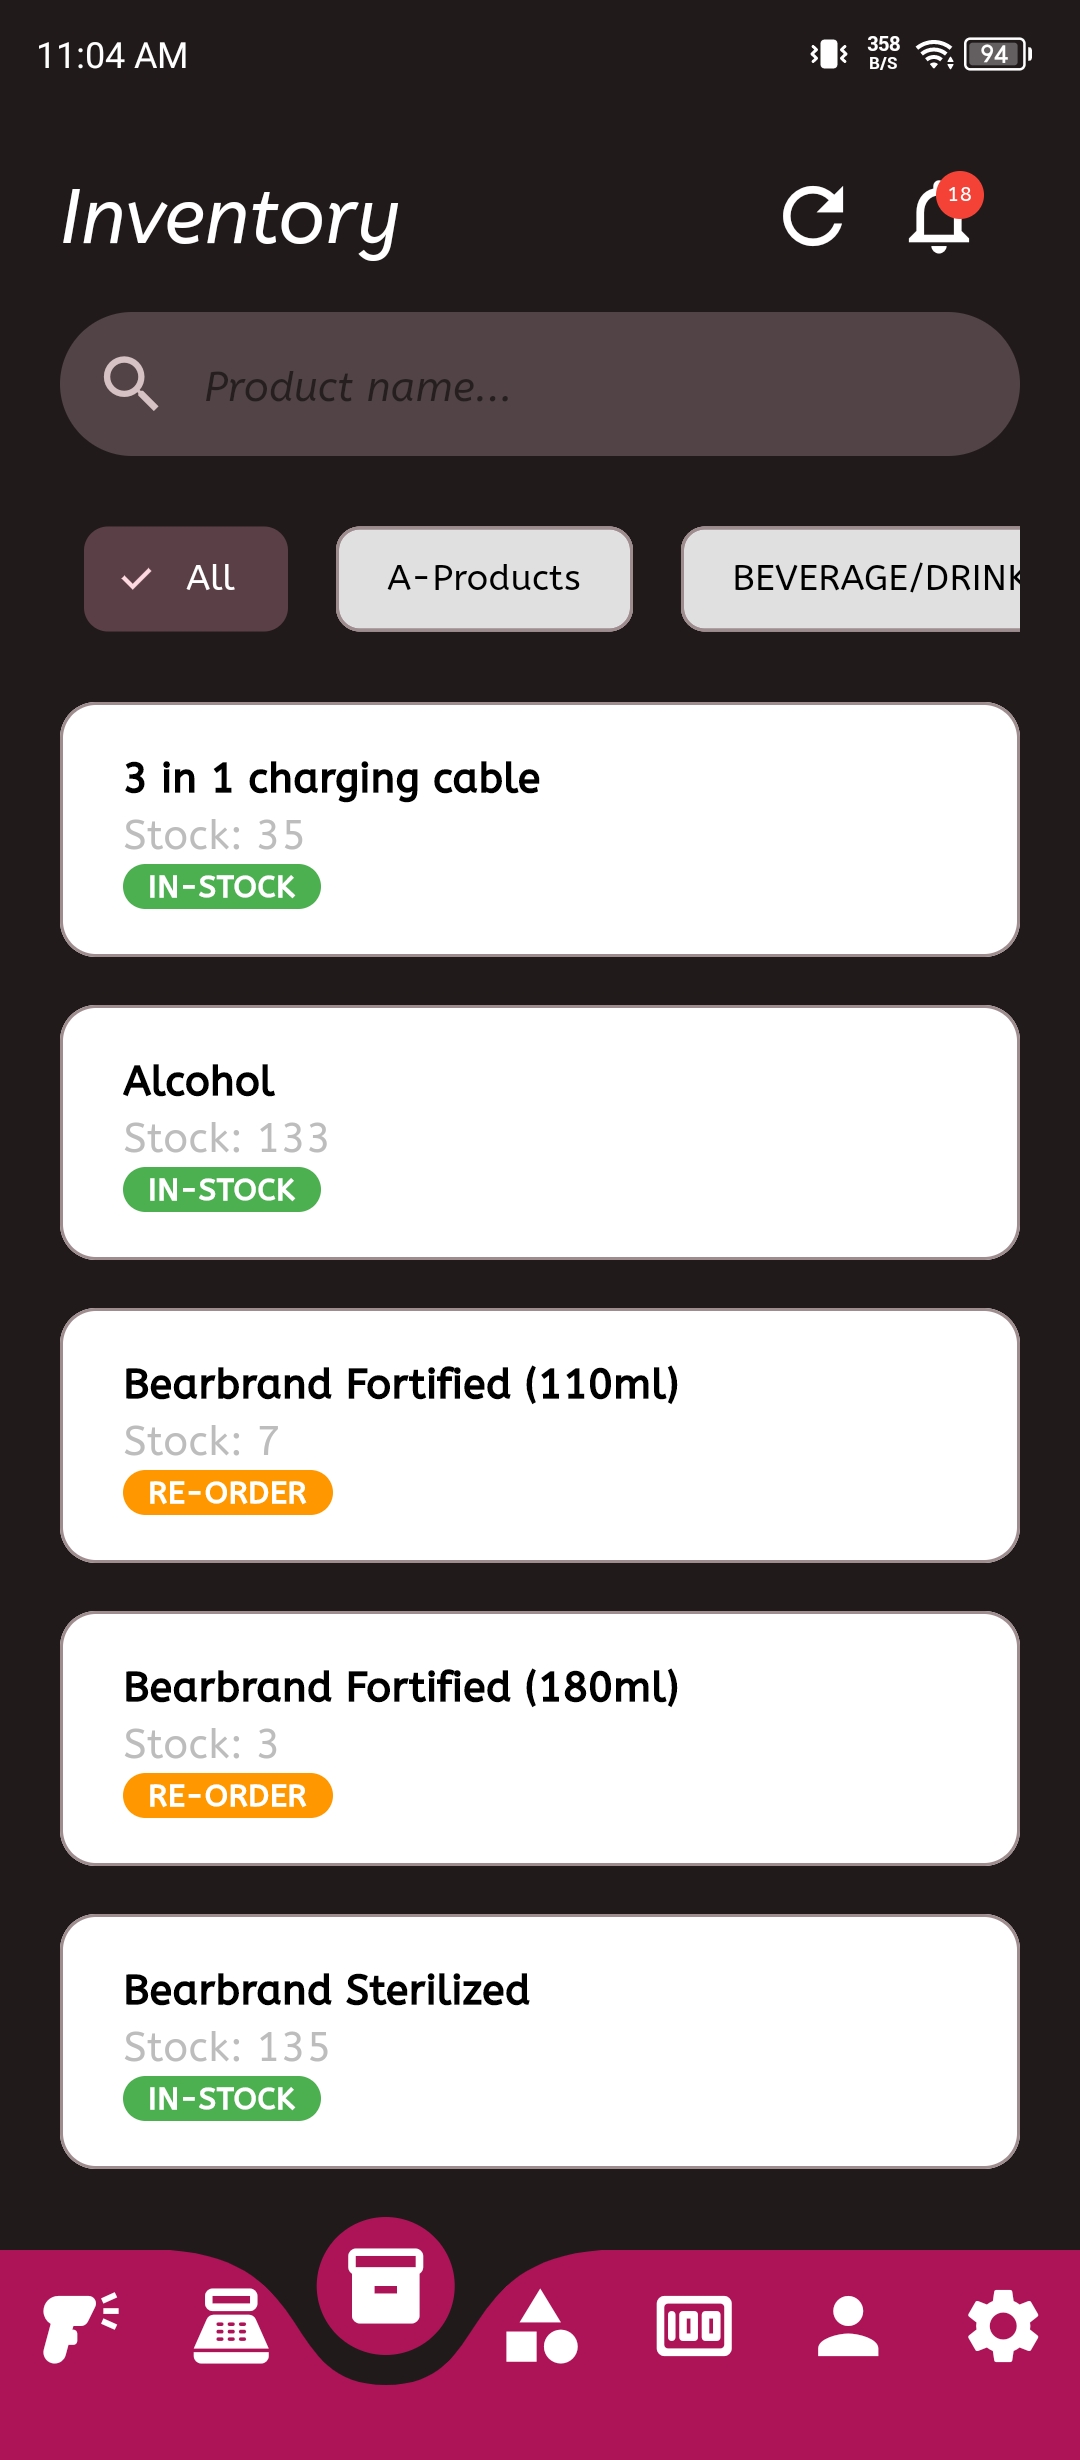 11:04 AM
358
B/S
94
Inventory
18
Product name...
All
A-Products
BEVERAGE/DRINK
3 in 1 charging cable
Stock: 35
IN-STOCK
Alcohol
Stock: 133
IN-STOCK
Bearbrand Fortified (110ml)
Stock: 7
RE-ORDER
Bearbrand Fortified (180ml)
Stock: 3
RE-ORDER
Bearbrand Sterilized
Stock: 135
IN-STOCK